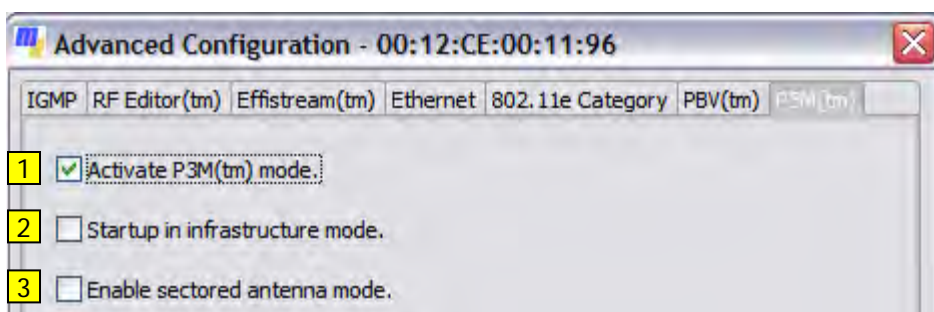 Advanced Configuration - 00:12:CE:00:11:96
IGMP RF Editor(tm) Effistream(tm) Ethernet 802.11e Category PBV(tm) P3M(tm)
1 Activate P3M(tm) mode.
2 Startup in infrastructure mode.
3 Enable sectored antenna mode.